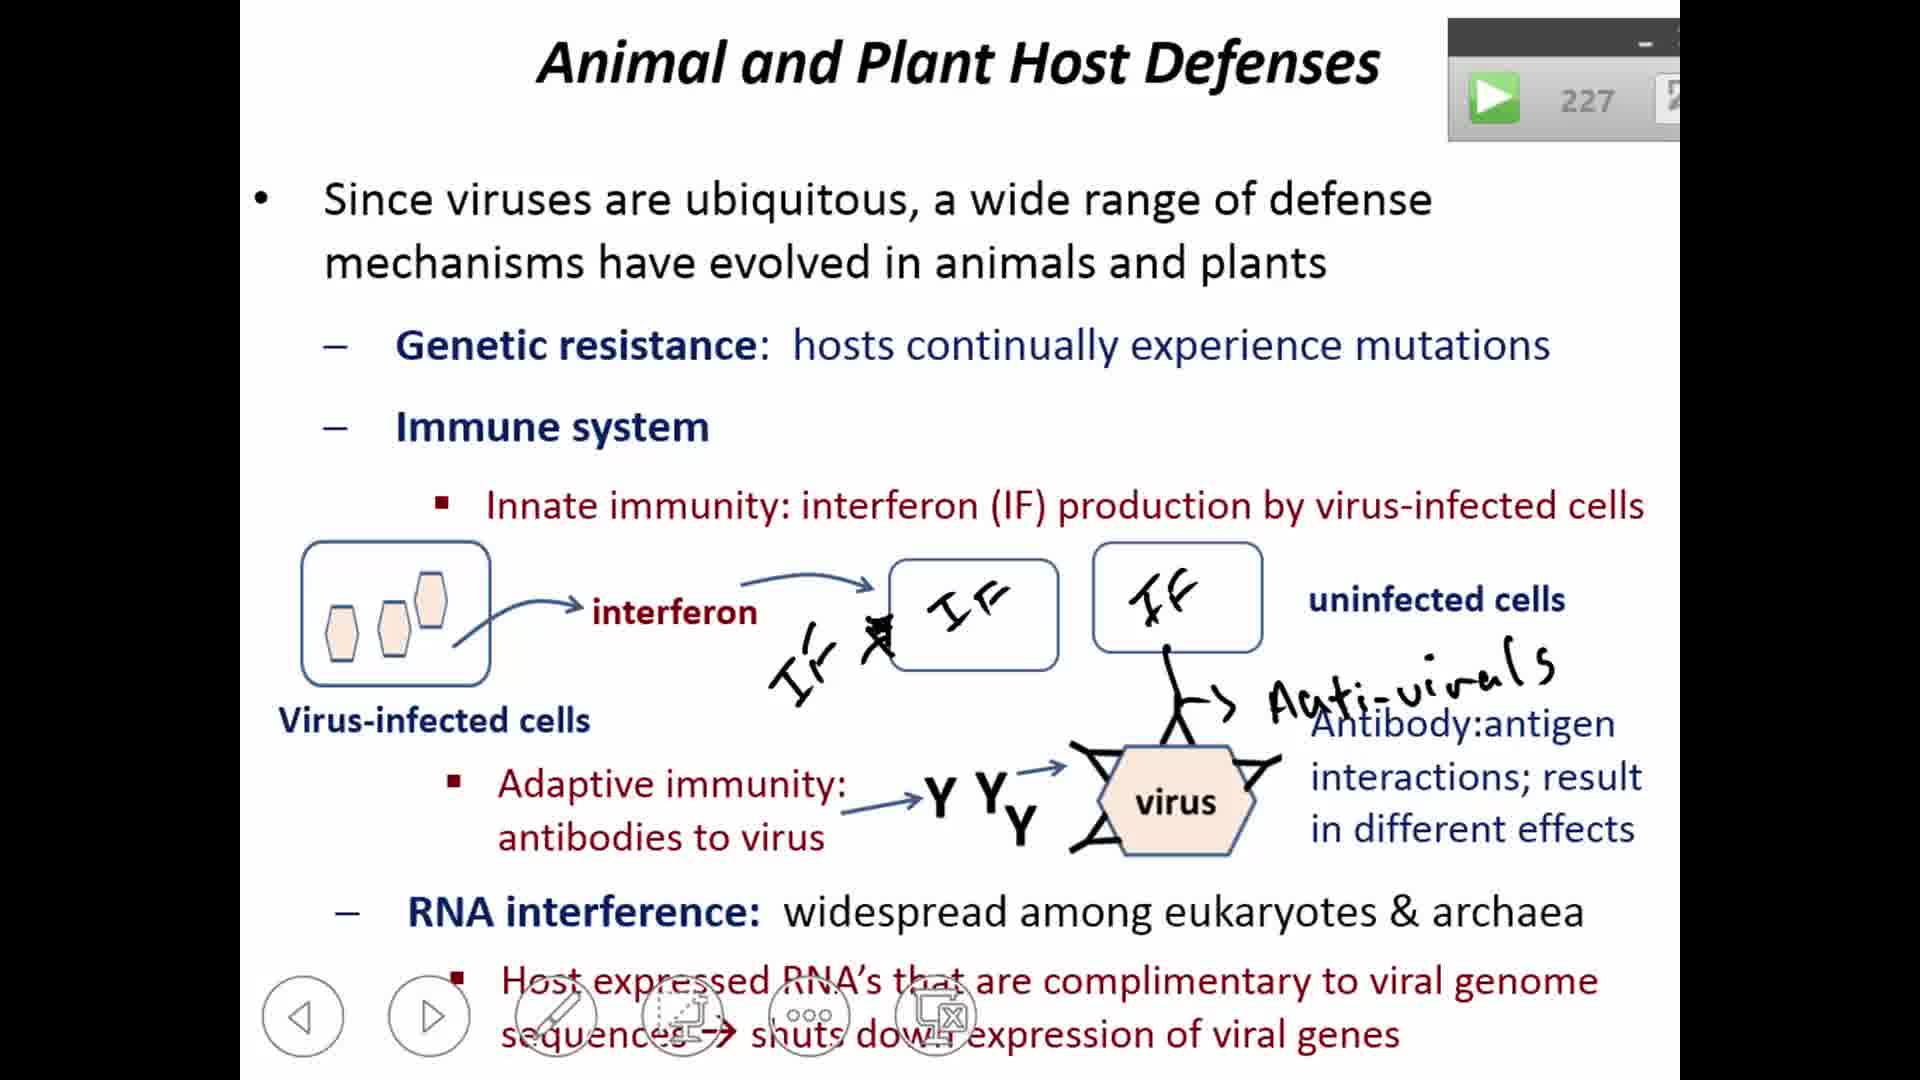 Animal and Plant Host Defenses
227
• Since viruses are ubiquitous, a wide range of defense
mechanisms have evolved in animals and plants
– Genetic resistance: hosts continually experience mutations
– Immune system
▪ Innate immunity: interferon (IF) production by virus-infected cells
interferon
IF
IF
IF
uninfected cells
Virus-infected cells
Anti-virals
▪ Adaptive immunity:
antibodies to virus
Y Y Y
virus
Antibody:antigen
interactions; result
in different effects
– RNA interference: widespread among eukaryotes & archaea
▪ Host expressed RNA's that are complimentary to viral genome
sequences → shuts down expression of viral genes